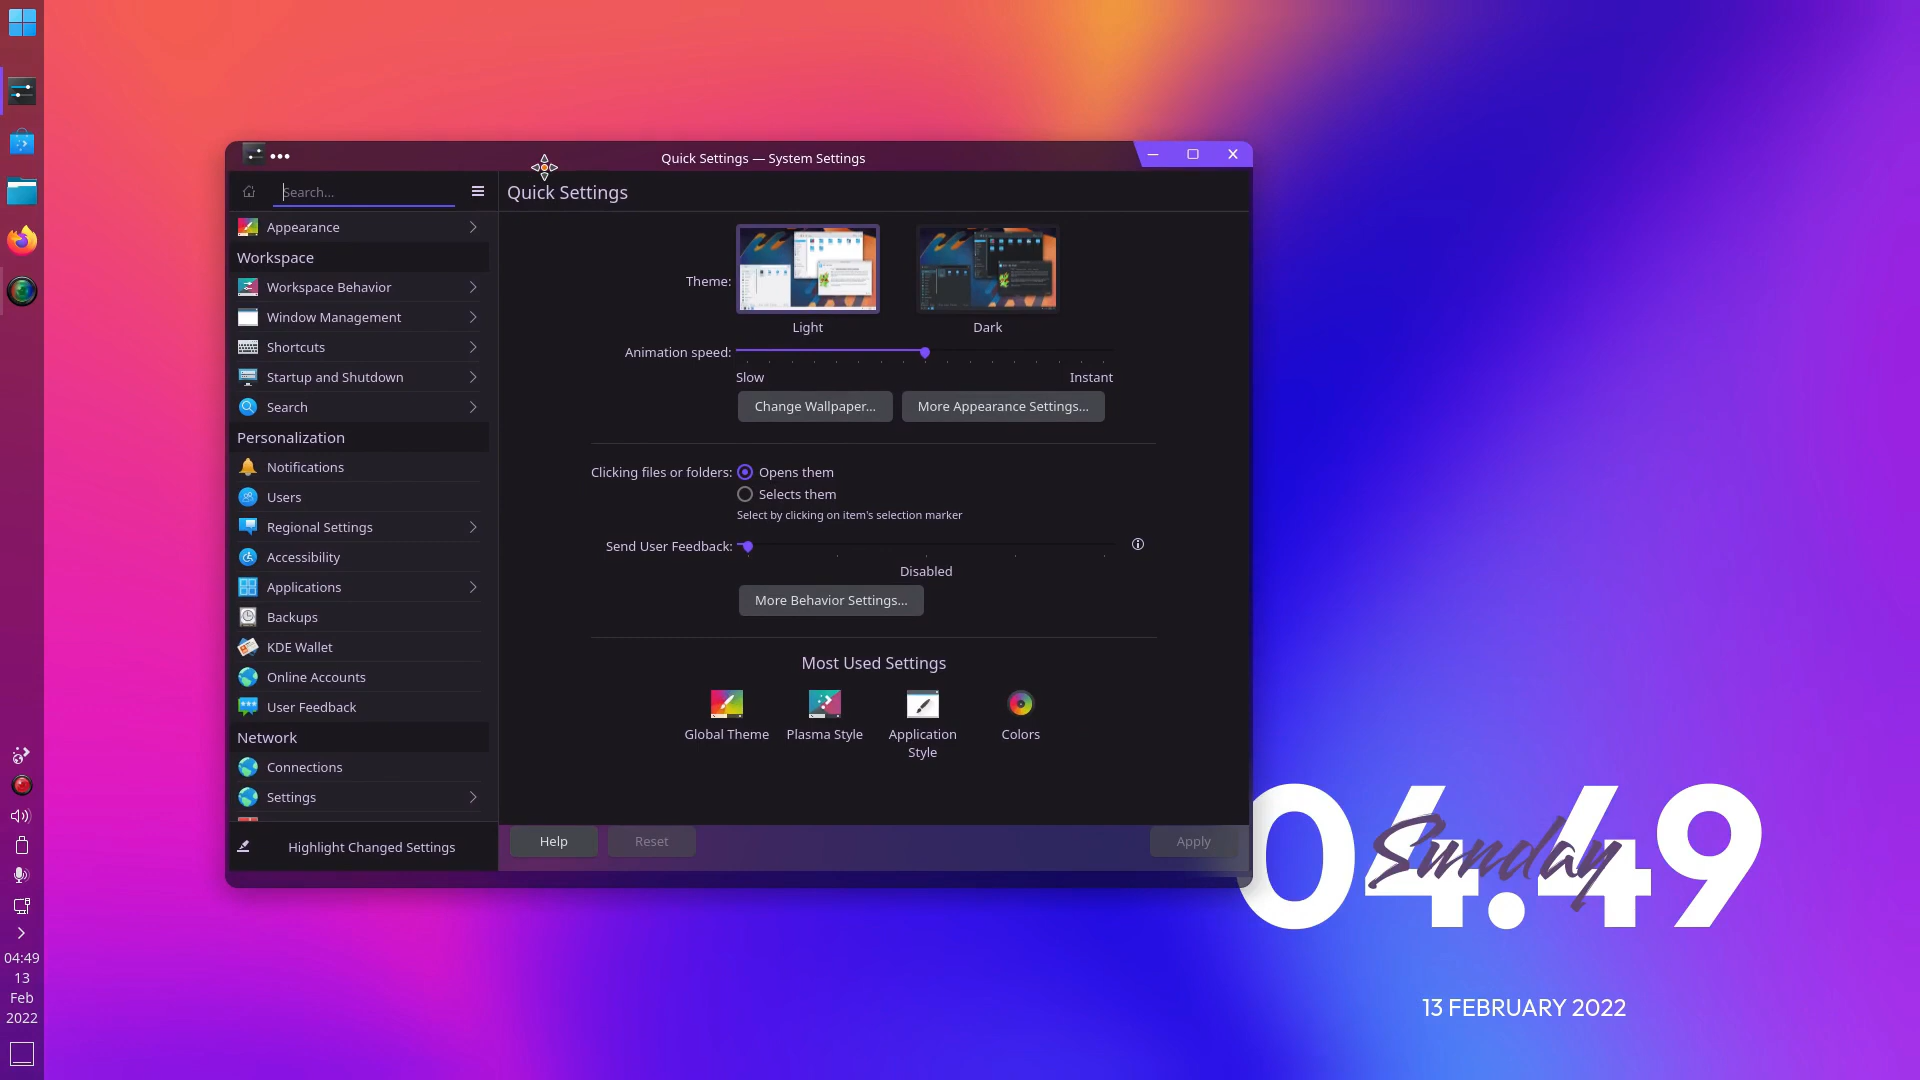 Quick Settings — System Settings
Search...
Quick Settings
Appearance
Workspace
Workspace Behavior
Window Management
Shortcuts
Startup and Shutdown
Search
Personalization
Notifications
Users
Regional Settings
Accessibility
Applications
Backups
KDE Wallet
Online Accounts
User Feedback
Network
Connections
Settings
Highlight Changed Settings
Theme:
Light
Dark
Animation speed:
Slow
Instant
Change Wallpaper...
More Appearance Settings...
Clicking files or folders:
Opens them
Selects them
Select by clicking on item's selection marker
Send User Feedback:
Disabled
More Behavior Settings...
Most Used Settings
Global Theme
Plasma Style
Application
Style
Colors
Help
Reset
Apply
04.49
Sunday
13 FEBRUARY 2022
04:49
13
Feb
2022